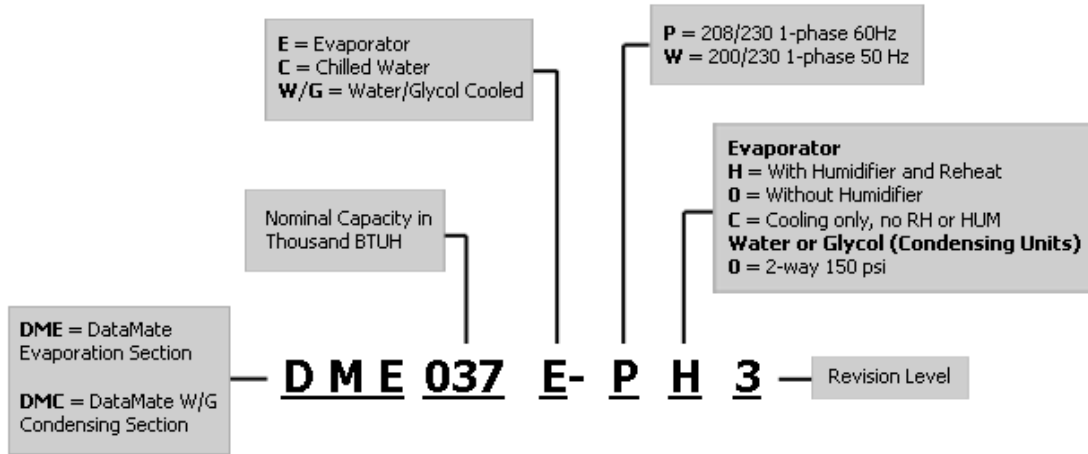 E = Evaporator
C = Chilled Water
W/G = Water/Glycol Cooled
P = 208/230 1-phase 60Hz
W = 200/230 1-phase 50 Hz
Evaporator
H = With Humidifier and Reheat
0 = Without Humidifier
C = Cooling only, no RH or HUM
Water or Glycol (Condensing Units)
0 = 2-way 150 psi
Nominal Capacity in
Thousand BTUH
DME = DataMate
Evaporation Section
DMC = DataMate W/G
Condensing Section
D M E 037 E- P H 3
Revision Level